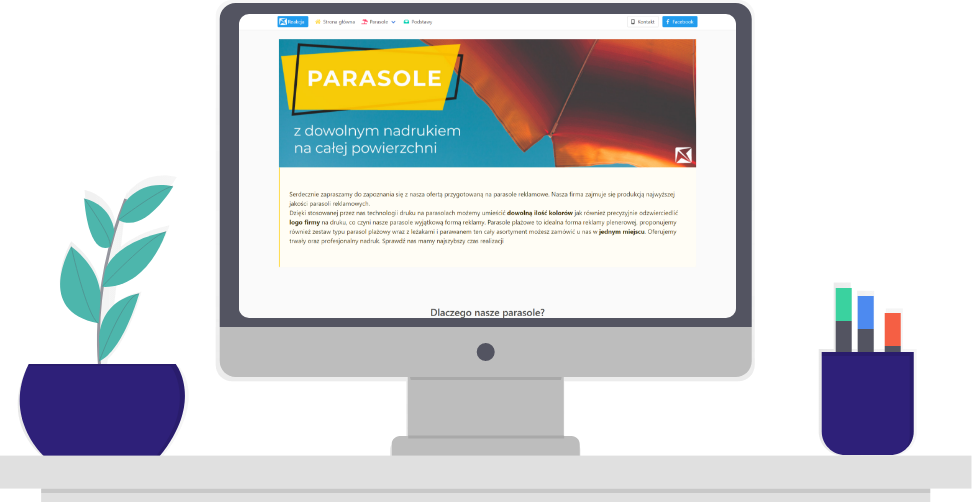 Realizja
Strona główna
Parasole
Podstawy
Kontakt
Facebook
PARASOLE
z dowolnym nadrukiem
na całej powierzchni
Serdecznie zapraszamy do zapoznania się z nasza ofertą przygotowaną na parasole reklamowe. Nasza firma zajmuje się produkcją najwyższej
jakości parasoli reklamowych.
Dzięki stosowanej przez nas technologii druku na parasolach możemy umieścić dowolną ilość kolorów jak również precyzyjnie odzwierciedlić
logo firmy na druku, co czyni nasze parasole wyjątkową formą reklamy. Parasole plażowe to idealna forma reklamy plenerowej, proponujemy
również zestaw typu parasol plażowy wraz z leżakami i parawanem ten cały asortyment możesz zamówić u nas w jednym miejscu. Oferujemy
trwały oraz profesjonalny nadruk. Sprawdź nas mamy najszybszy czas realizacji
Dlaczego nasze parasole?